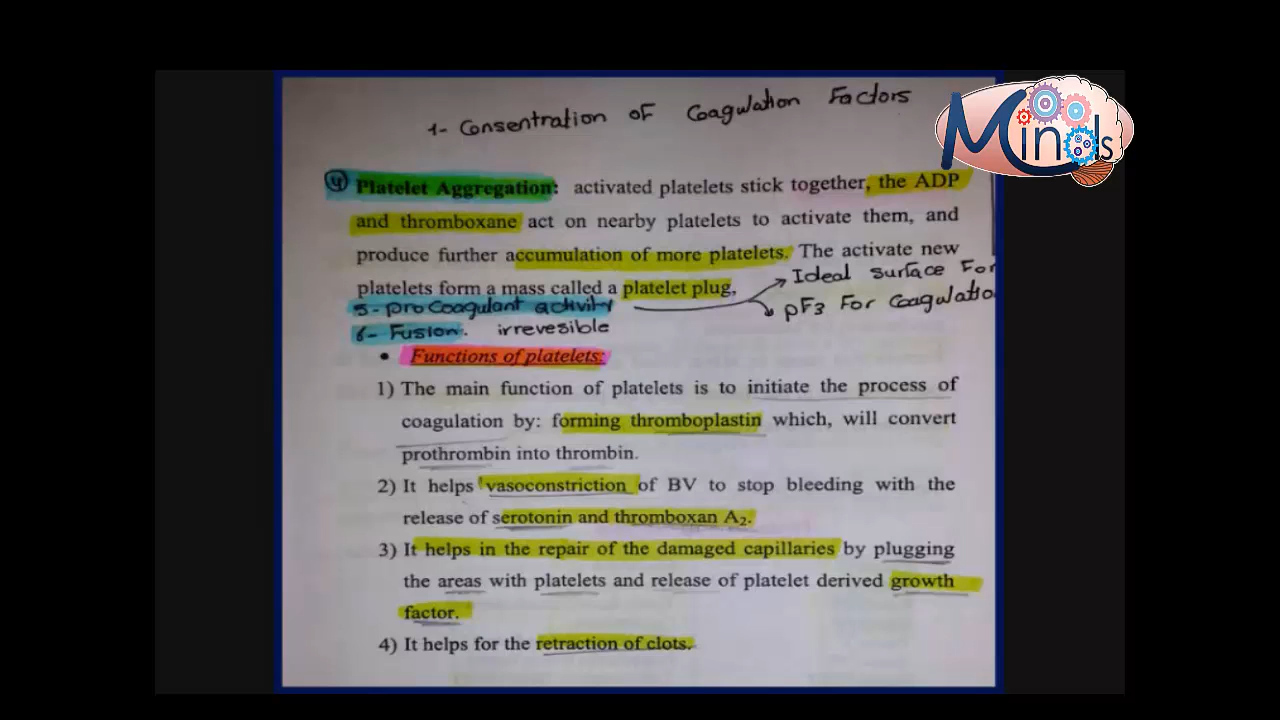 Minds
1- Consentration of Coagulation Factors
4 Platelet Aggregation: activated platelets stick together, the ADP
and thromboxane act on nearby platelets to activate them, and
produce further accumulation of more platelets. The activate new
platelets form a mass called a platelet plug.
Ideal surface For
5- pro Coagulant activity
pF3 For Coagulatio
6- Fusion. irrevesible
• Functions of platelets:
1) The main function of platelets is to initiate the process of
coagulation by: forming thromboplastin which, will convert
prothrombin into thrombin.
2) It helps vasoconstriction of BV to stop bleeding with the
release of serotonin and thromboxan A2.
3) It helps in the repair of the damaged capillaries by plugging
the areas with platelets and release of platelet derived growth
factor.
4) It helps for the retraction of clots.